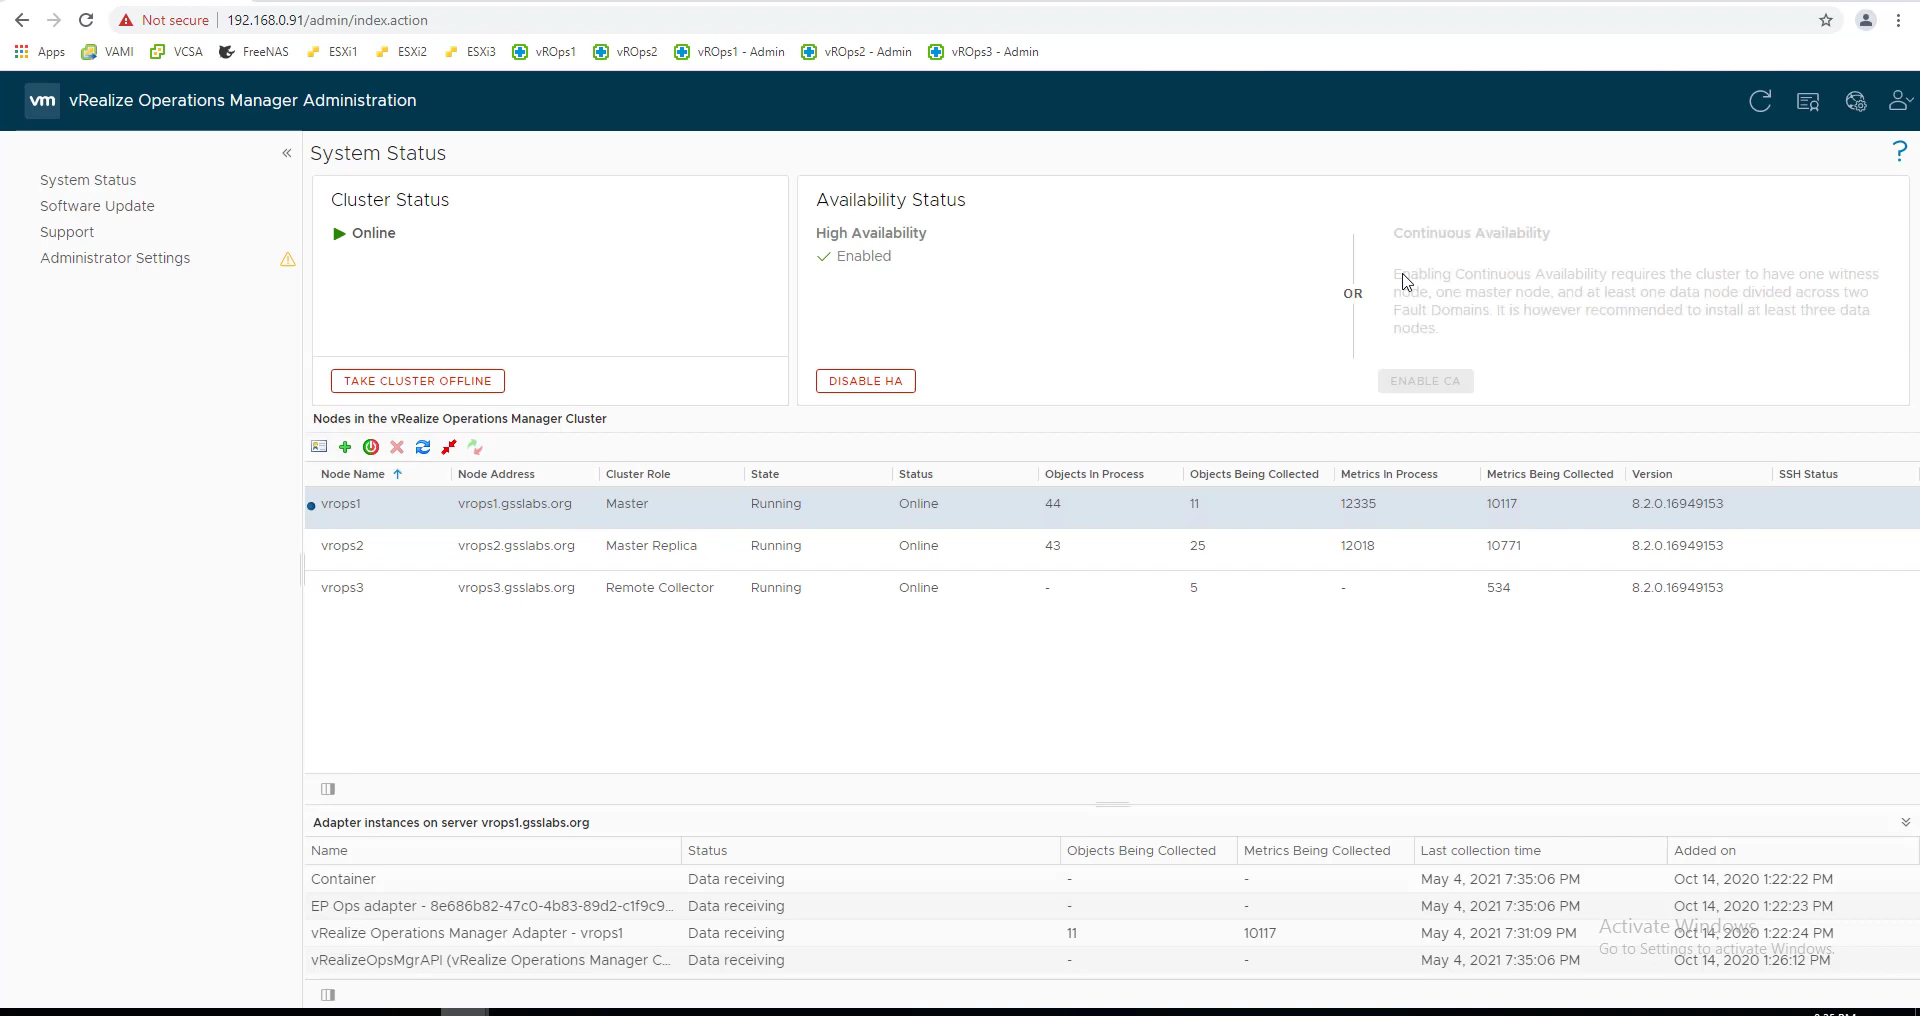 Not secure 192.168.0.91/admin/index.action
Apps VAMI VCSA FreeNAS ESXi1 ESXi2 ESXi3 vROps1 vROps2 vROps1 - Admin vROps2 - Admin vROps3 - Admin
vm vRealize Operations Manager Administration
« System Status ?
System Status
Software Update
Support
Administrator Settings
Cluster Status
Online
TAKE CLUSTER OFFLINE
Availability Status
High Availability
Enabled
DISABLE HA
OR
Continuous Availability
Enabling Continuous Availability requires the cluster to have one witness
node, one master node, and at least one data node divided across two
Fault Domains. It is however recommended to install at least three data
nodes.
ENABLE CA
Nodes in the vRealize Operations Manager Cluster
Node Name Node Address Cluster Role State Status Objects In Process Objects Being Collected Metrics In Process Metrics Being Collected Version SSH Status
vrops1 vrops1.gsslabs.org Master Running Online 44 11 12335 10117 8.2.0.16949153
vrops2 vrops2.gsslabs.org Master Replica Running Online 43 25 12018 10771 8.2.0.16949153
vrops3 vrops3.gsslabs.org Remote Collector Running Online - 5 - 534 8.2.0.16949153
Adapter instances on server vrops1.gsslabs.org
Name Status Objects Being Collected Metrics Being Collected Last collection time Added on
Container Data receiving - - May 4, 2021 7:35:06 PM Oct 14, 2020 1:22:22 PM
EP Ops adapter - 8e686b82-47c0-4b83-89d2-c1f9c9... Data receiving - - May 4, 2021 7:35:06 PM Oct 14, 2020 1:22:23 PM
vRealize Operations Manager Adapter - vrops1 Data receiving 11 10117 May 4, 2021 7:31:09 PM Oct 14, 2020 1:22:24 PM
vRealizeOpsMgrAPI (vRealize Operations Manager C... Data receiving - - May 4, 2021 7:35:06 PM Oct 14, 2020 1:26:12 PM
Activate Windows
Go to Settings to activate Windows.